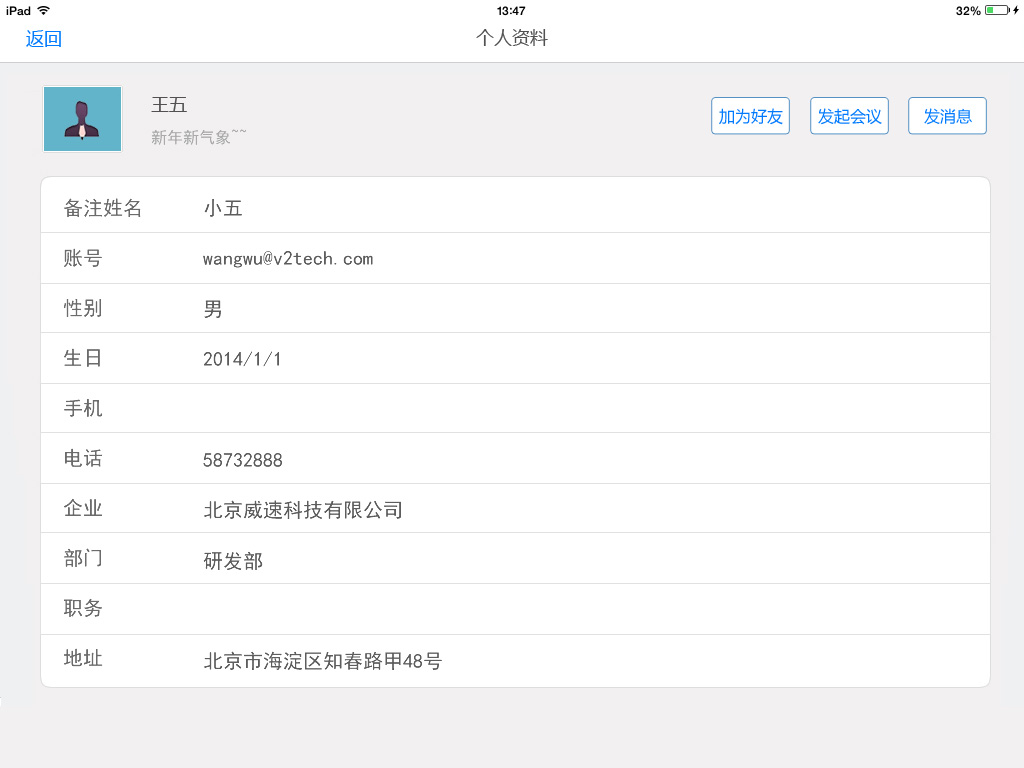 iPad 13:47 32%
返回 个人资料
王五
新年新气象~~
加为好友 发起会议 发消息
备注姓名 小五
账号 wangwu@v2tech.com
性别 男
生日 2014/1/1
手机
电话 58732888
企业 北京威速科技有限公司
部门 研发部
职务
地址 北京市海淀区知春路甲48号